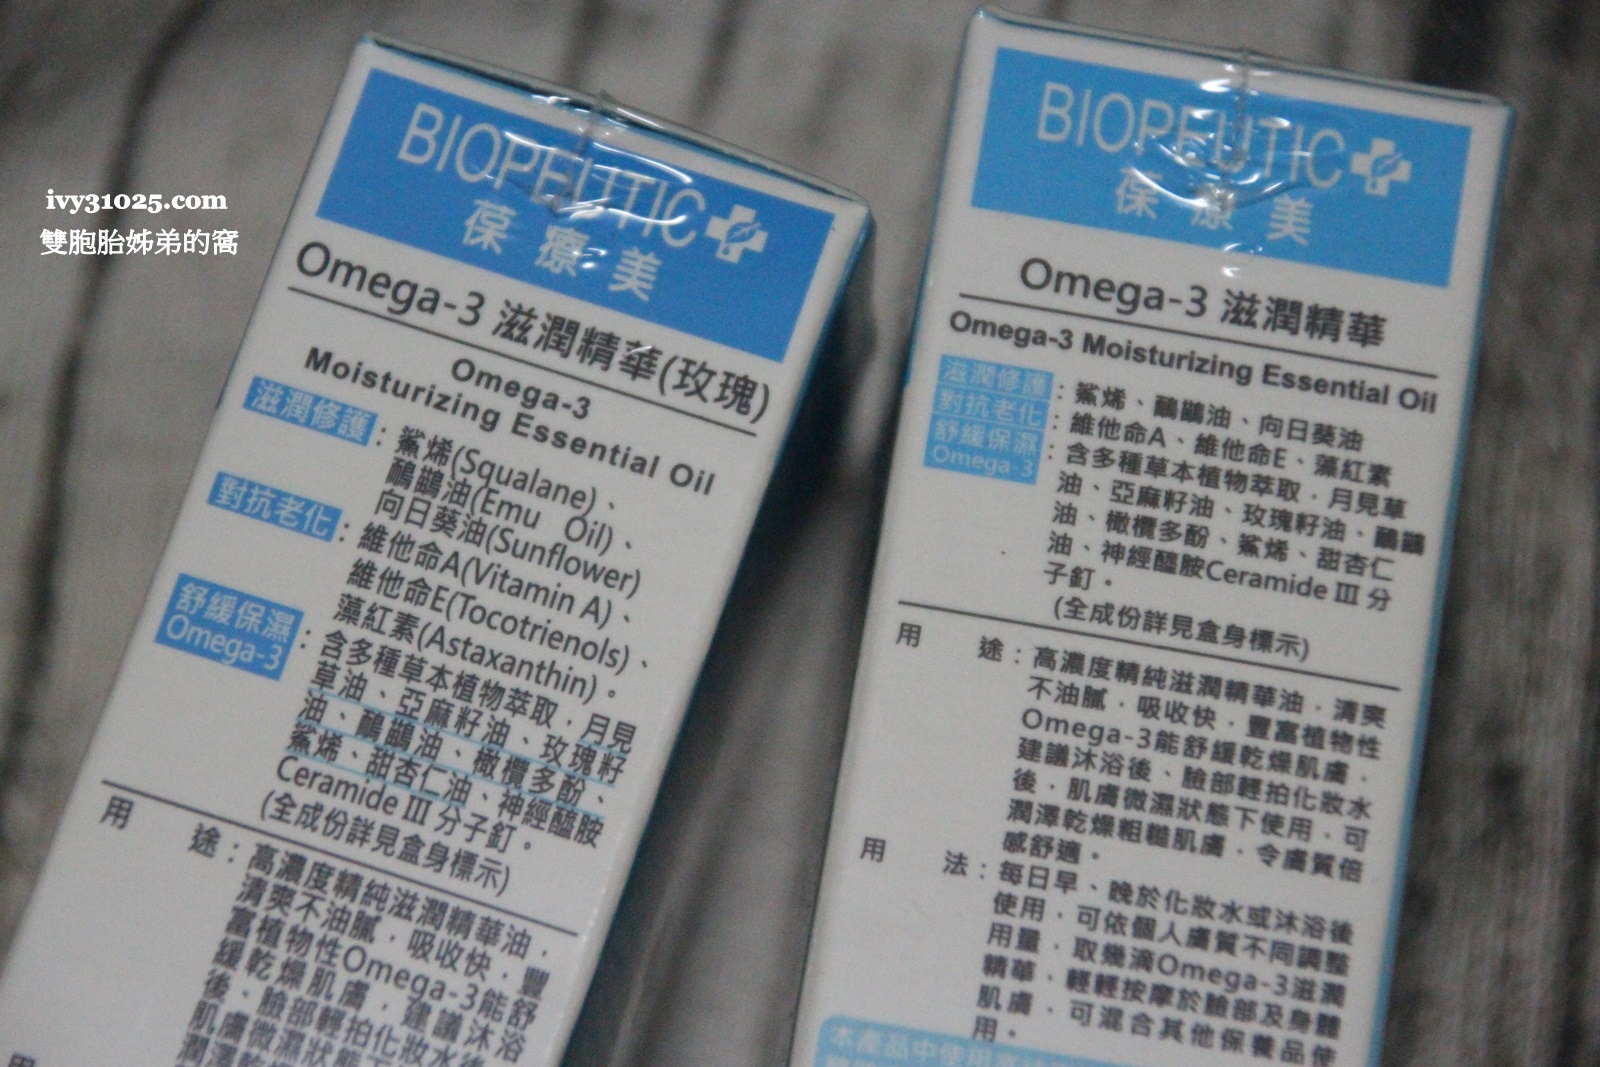 ivy31025.com
雙胞胎姊弟的窩
BIOPEUTIC
葆療美
Omega-3 滋潤精華(玫瑰)
Omega-3
Moisturizing Essential Oil
滋潤修護：鯊烯(Squalane)、
鴯鶓油(Emu Oil)、
向日葵油(Sunflower)
對抗老化：維他命A(Vitamin A)、
維他命E(Tocotrienols)、
藻紅素(Astaxanthin)。
舒緩保濕
Omega-3：含多種草本植物萃取，月見
草油、亞麻籽油、玫瑰籽
油、鴯鶓油、橄欖多酚、
鯊烯、甜杏仁油、神經醯胺
Ceramide III 分子釘。
(全成份詳見盒身標示)
用途：高濃度精純滋潤精華油，
清爽不油膩，吸收快，豐
富植物性Omega-3能舒
緩乾燥肌膚，建議沐浴
後、臉部輕拍化妝水後
肌膚微濕狀態下
BIOPEUTIC
葆療美
Omega-3 滋潤精華
Omega-3 Moisturizing Essential Oil
滋潤修護：鯊烯、鴯鶓油、向日葵油
對抗老化：維他命A、維他命E、藻紅素
舒緩保濕：含多種草本植物萃取，月見草
Omega-3
油、亞麻籽油、玫瑰籽油、鴯鶓
油、橄欖多酚、鯊烯、甜杏仁
油、神經醯胺Ceramide III 分
子釘。
(全成份詳見盒身標示)
用途：高濃度精純滋潤精華油，清爽
不油膩，吸收快，豐富植物性
Omega-3能舒緩乾燥肌膚，
建議沐浴後、臉部輕拍化妝水
後，肌膚微濕狀態下使用，可
潤澤乾燥粗糙肌膚，令膚質倍
感舒適。
用法：每日早、晚於化妝水或沐浴後
使用，可依個人膚質不同調整
用量，取幾滴Omega-3滋潤
精華，輕輕按摩於臉部及身體
肌膚，可混合其他保養品使
用。
本產品中使用